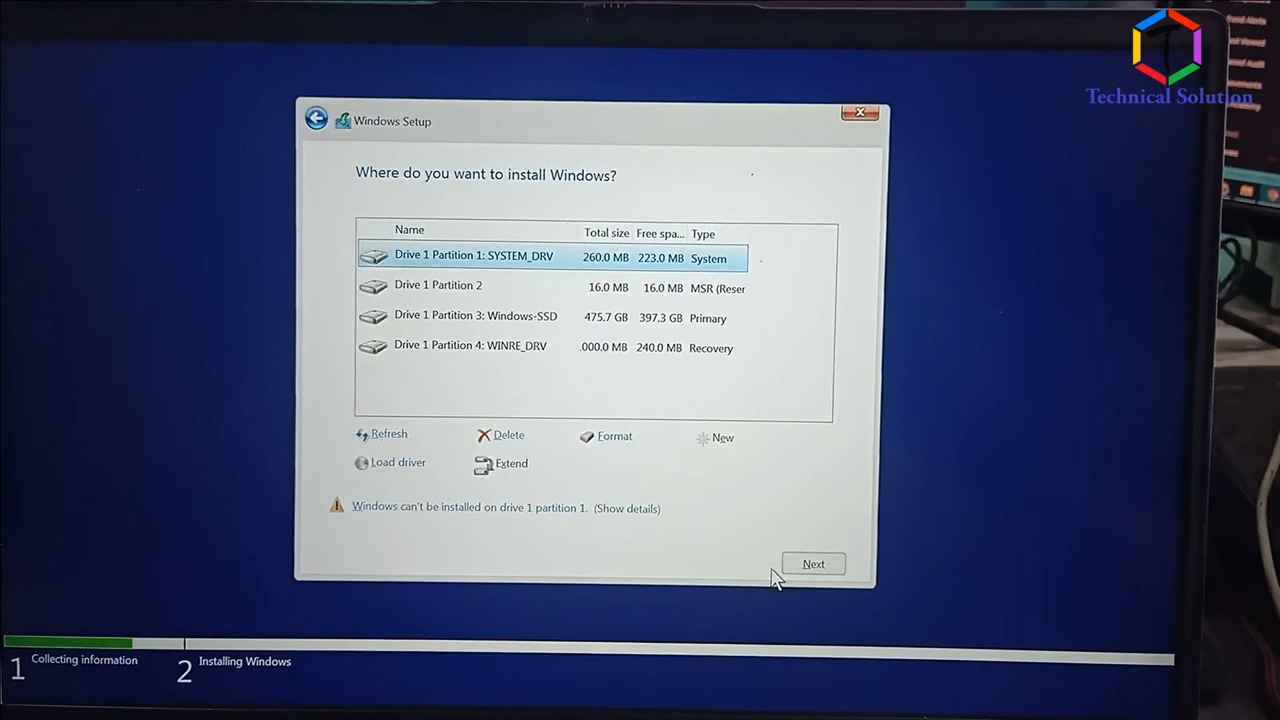 Technical Solution
Windows Setup
Where do you want to install Windows?
Name Total size Free spa... Type
Drive 1 Partition 1: SYSTEM_DRV 260.0 MB 223.0 MB System
Drive 1 Partition 2 16.0 MB 16.0 MB MSR (Reser
Drive 1 Partition 3: Windows-SSD 475.7 GB 397.3 GB Primary
Drive 1 Partition 4: WINRE_DRV .000.0 MB 240.0 MB Recovery
Refresh Delete Format New
Load driver Extend
Windows can't be installed on drive 1 partition 1. (Show details)
Next
1 Collecting information 2 Installing Windows